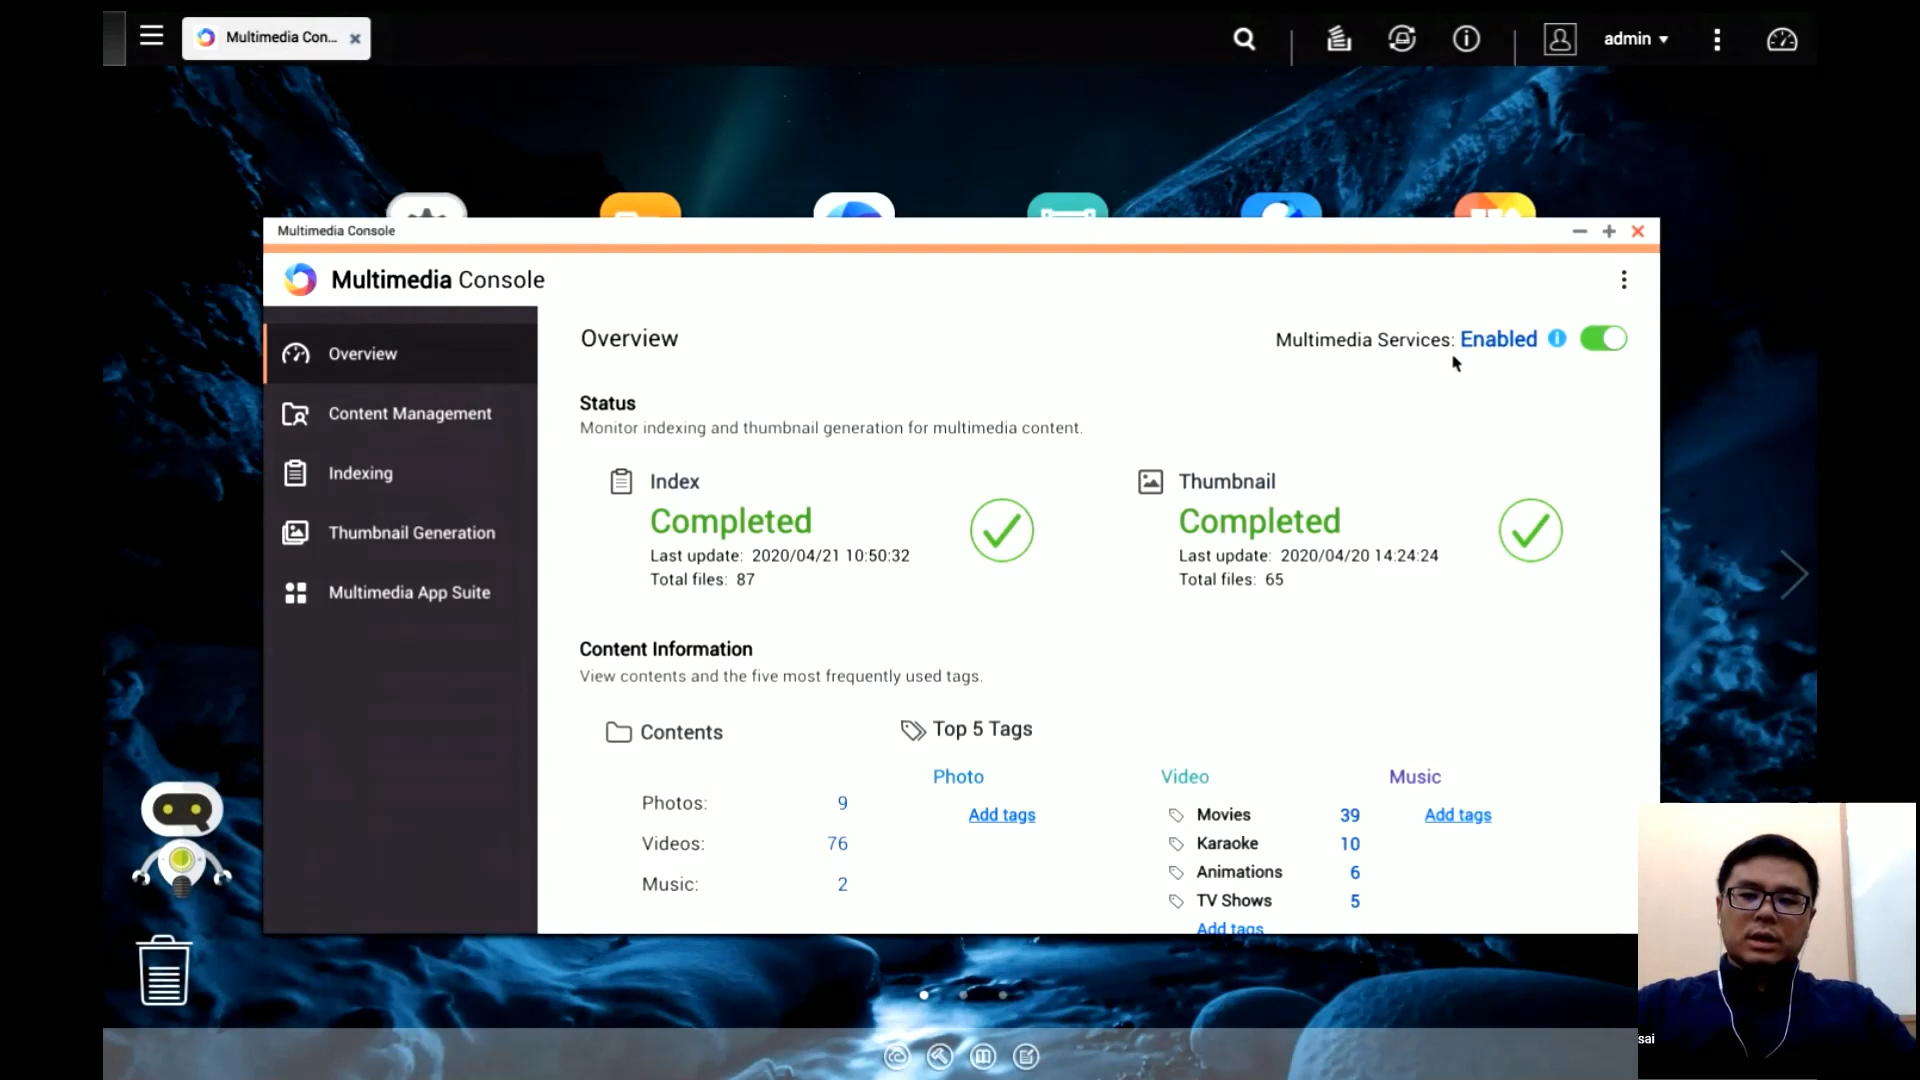 Multimedia Con...
admin
Multimedia Console
Multimedia Console
Overview
Content Management
Indexing
Thumbnail Generation
Multimedia App Suite
Overview
Multimedia Services: Enabled
Status
Monitor indexing and thumbnail generation for multimedia content.
Index
Completed
Last update: 2020/04/21 10:50:32
Total files: 87
Thumbnail
Completed
Last update: 2020/04/20 14:24:24
Total files: 65
Content Information
View contents and the five most frequently used tags.
Contents
Photos: 9
Videos: 76
Music: 2
Top 5 Tags
Photo
Add tags
Video
Movies 39
Karaoke 10
Animations 6
TV Shows 5
Add tags
Music
Add tags
sai